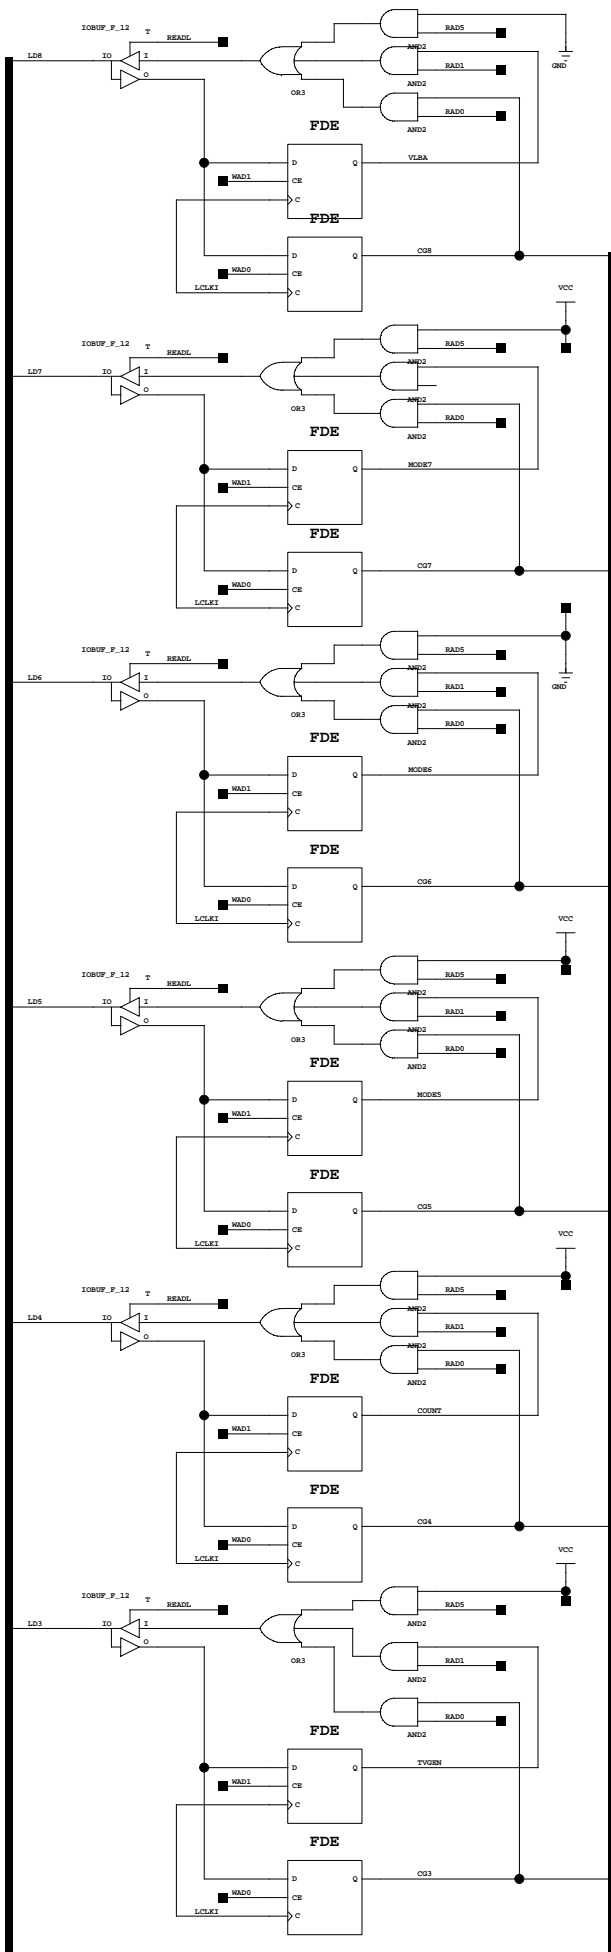 IOBUF_F_12 T READL RAD5
LD8 IO I AND2 GND
O RAD1
OR3 AND2
RAD0
FDE AND2
D Q VLBA
WAD1 CE
C
FDE
D Q CG8
WAD0 CE
LCLKI C
VCC
IOBUF_F_12 T READL RAD5
LD7 IO I AND2
O
OR3 AND2
RAD0
FDE AND2
D Q MODE7
WAD1 CE
C
FDE
D Q CG7
WAD0 CE
LCLKI C
IOBUF_F_12 T READL RAD5
LD6 IO I AND2 GND
O RAD1
OR3 AND2
RAD0
FDE AND2
D Q MODE6
WAD1 CE
C
FDE
D Q CG6
WAD0 CE
LCLKI C
VCC
IOBUF_F_12 T READL RAD5
LD5 IO I AND2
O RAD1
OR3 AND2
RAD0
FDE AND2
D Q MODE5
WAD1 CE
C
FDE
D Q CG5
WAD0 CE
LCLKI C
VCC
IOBUF_F_12 T READL RAD5
LD4 IO I AND2
O RAD1
OR3 AND2
RAD0
FDE AND2
D Q COUNT
WAD1 CE
C
FDE
D Q CG4
WAD0 CE
LCLKI C
VCC
IOBUF_F_12 T READL RAD5
LD3 IO I AND2
O
OR3 RAD1
AND2
RAD0
FDE AND2
D Q TVGEN
WAD1 CE
C
FDE
D Q CG3
WAD0 CE
LCLKI C